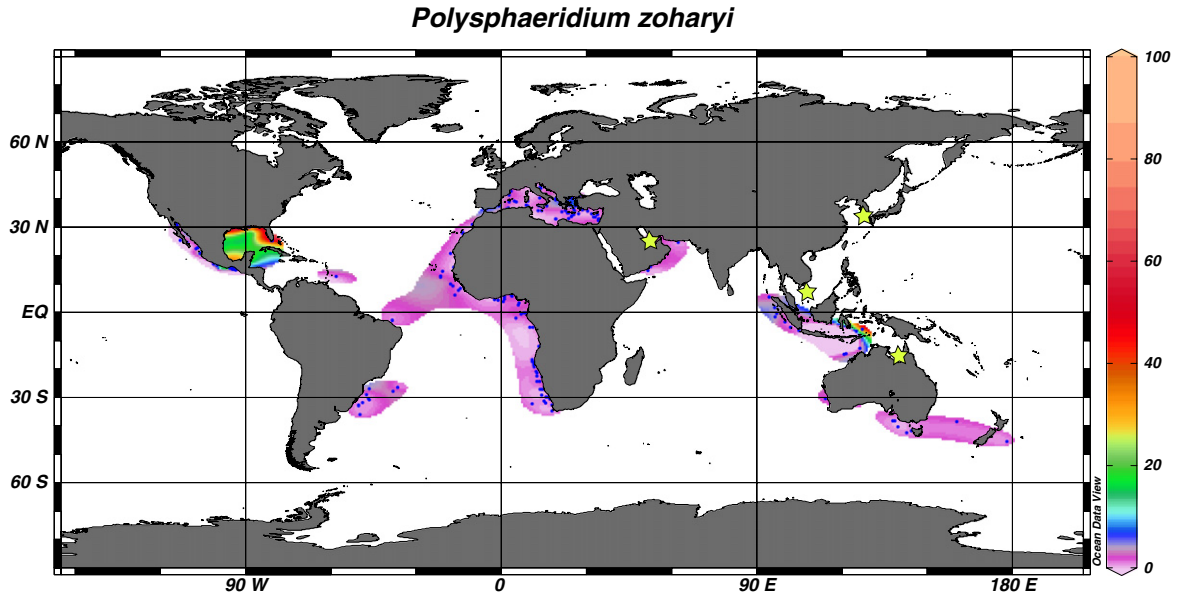 Polysphaeridium zoharyi
100
80
60
40
20
0
Ocean Data View
60 N
30 N
EQ
30 S
60 S
90 W
0
90 E
180 E